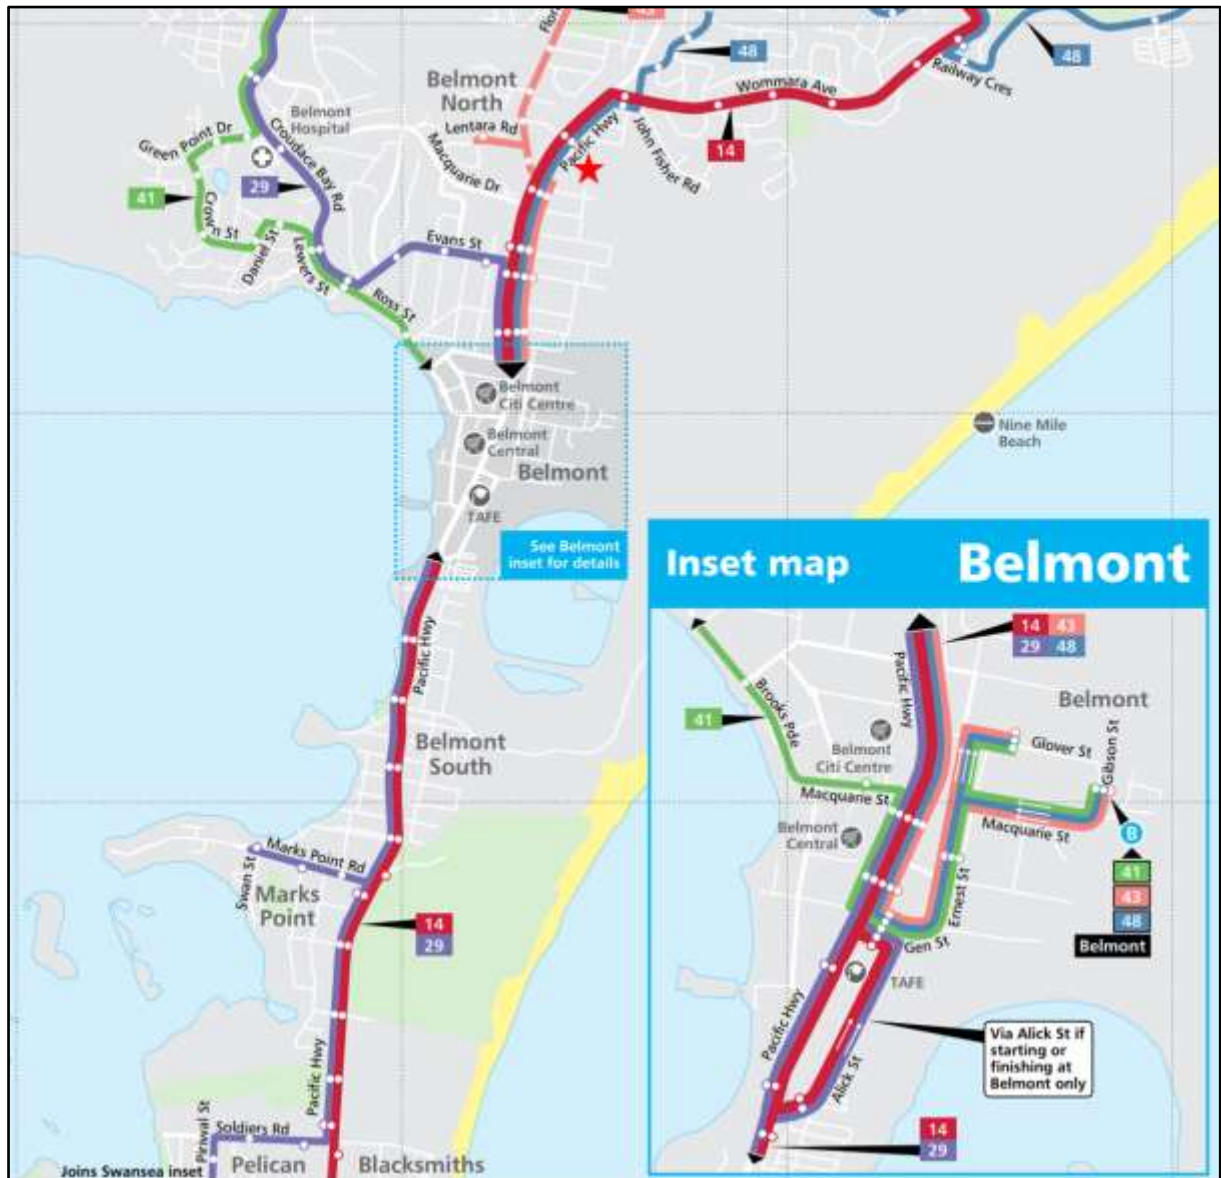 43
48
48
Railway Cres
Wommara Ave
Belmont
North
Belmont
Hospital
Lentara Rd
Green Point Dr
Croudace Bay Rd
Macquarie Dr
Pacific Hwy
John Fisher Rd
14
29
41
Crown St
Daniel St
Lewers St
Evans St
Ross St
Belmont
Citi Centre
Belmont
Central
Belmont
TAFE
See Belmont
inset for details
Nine Mile
Beach
Pacific Hwy
Belmont
South
Marks Point Rd
Swan St
Marks
Point
14
29
Pacific Hwy
Soldiers Rd
Pelican
Blacksmiths
Joins Swansea inset
Inset map
Belmont
14 43
29 48
Pacific Hwy
Brooks Pde
41
Belmont
Belmont
Citi Centre
Glover St
Gibson St
Macquarie St
Macquarie St
Belmont
Central
B
41
43
48
Belmont
Ernest St
Gen St
TAFE
Pacific Hwy
Alick St
Via Alick St if
starting or
finishing at
Belmont only
14
29